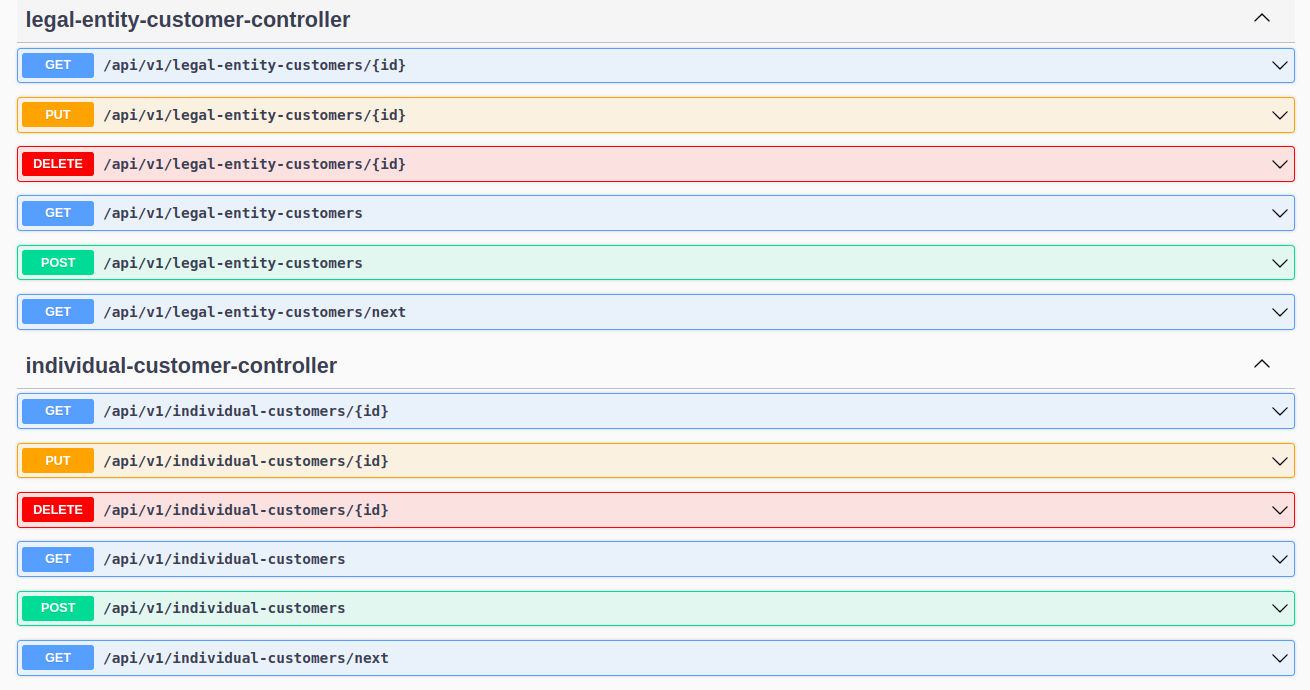 legal-entity-customer-controller
GET /api/v1/legal-entity-customers/{id}
PUT /api/v1/legal-entity-customers/{id}
DELETE /api/v1/legal-entity-customers/{id}
GET /api/v1/legal-entity-customers
POST /api/v1/legal-entity-customers
GET /api/v1/legal-entity-customers/next
individual-customer-controller
GET /api/v1/individual-customers/{id}
PUT /api/v1/individual-customers/{id}
DELETE /api/v1/individual-customers/{id}
GET /api/v1/individual-customers
POST /api/v1/individual-customers
GET /api/v1/individual-customers/next